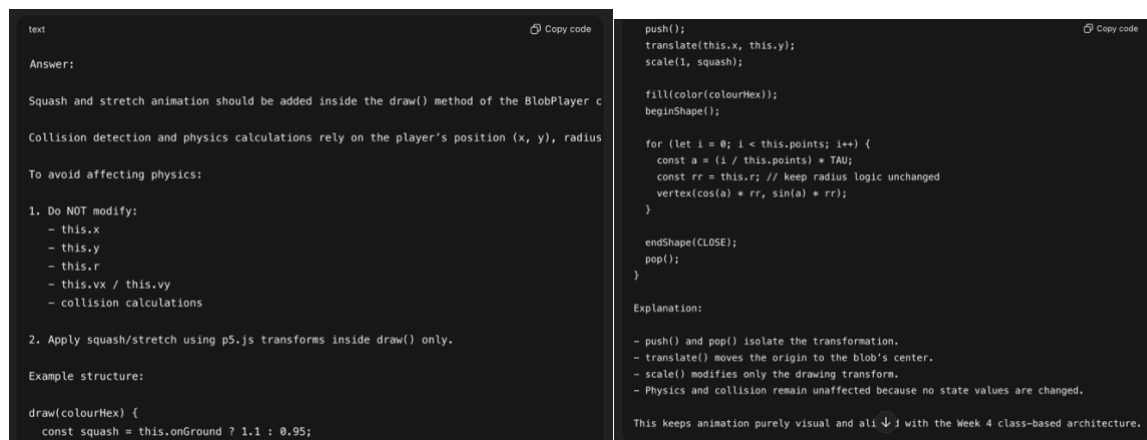 text
Copy code
Answer:
Squash and stretch animation should be added inside the draw() method of the BlobPlayer c
Collision detection and physics calculations rely on the player's position (x, y), radius
To avoid affecting physics:
1. Do NOT modify:
- this.x
- this.y
- this.r
- this.vx / this.vy
- collision calculations
2. Apply squash/stretch using p5.js transforms inside draw() only.
Example structure:
draw(colourHex) {
const squash = this.onGround ? 1.1 : 0.95;
Copy code
push();
translate(this.x, this.y);
scale(1, squash);
fill(color(colourHex));
beginShape();
for (let i = 0; i < this.points; i++) {
const a = (i / this.points) * TAU;
const rr = this.r; // keep radius logic unchanged
vertex(cos(a) * rr, sin(a) * rr);
}
endShape(CLOSE);
pop();
}
Explanation:
- push() and pop() isolate the transformation.
- translate() moves the origin to the blob's center.
- scale() modifies only the drawing transform.
- Physics and collision remain unaffected because no state values are changed.
This keeps animation purely visual and ali d with the Week 4 class-based architecture.